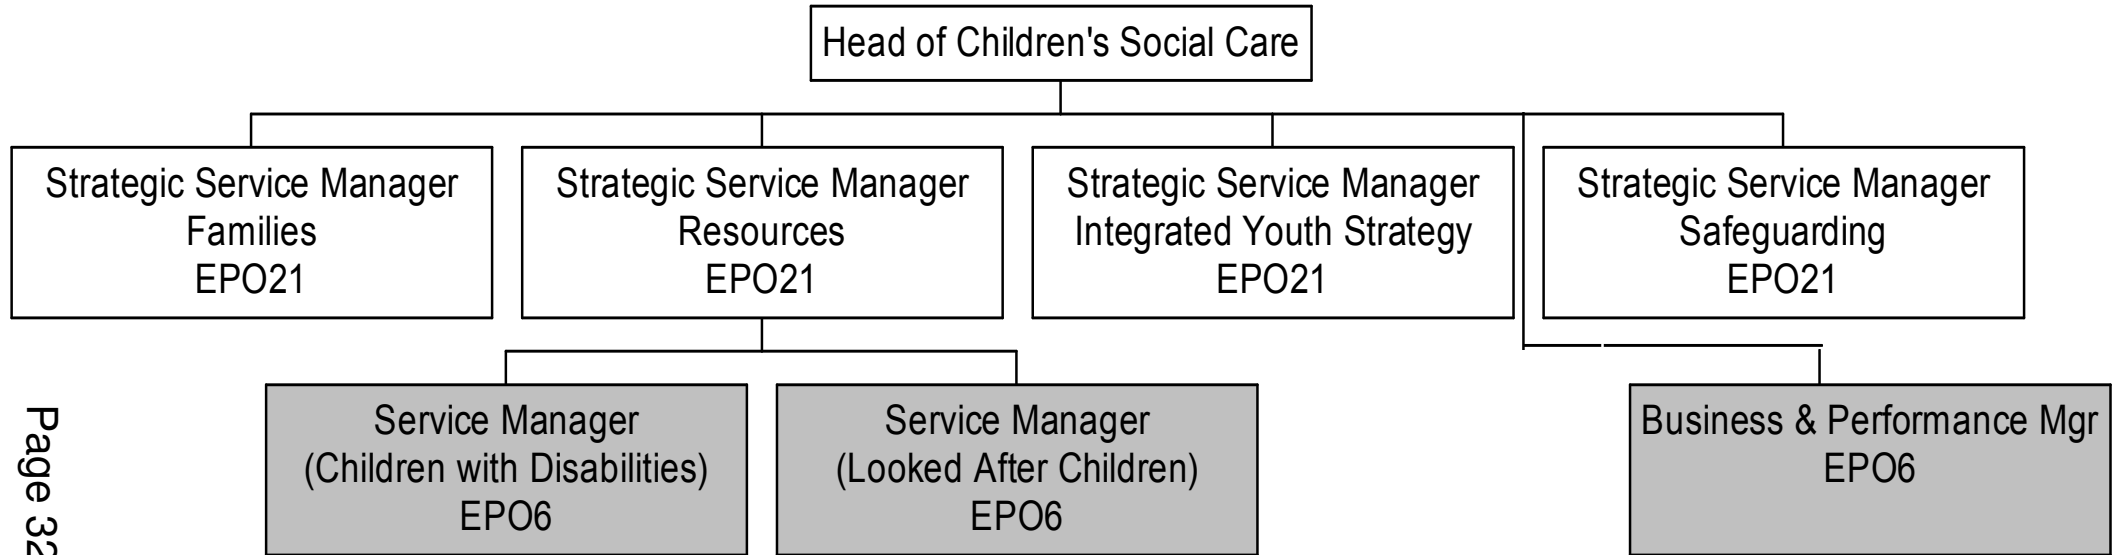 Head of Children's Social Care
Strategic Service Manager
Families
EPO21
Strategic Service Manager
Resources
EPO21
Strategic Service Manager
Integrated Youth Strategy
EPO21
Strategic Service Manager
Safeguarding
EPO21
Service Manager
(Children with Disabilities)
EPO6
Service Manager
(Looked After Children)
EPO6
Business & Performance Mgr
EPO6
Page 32